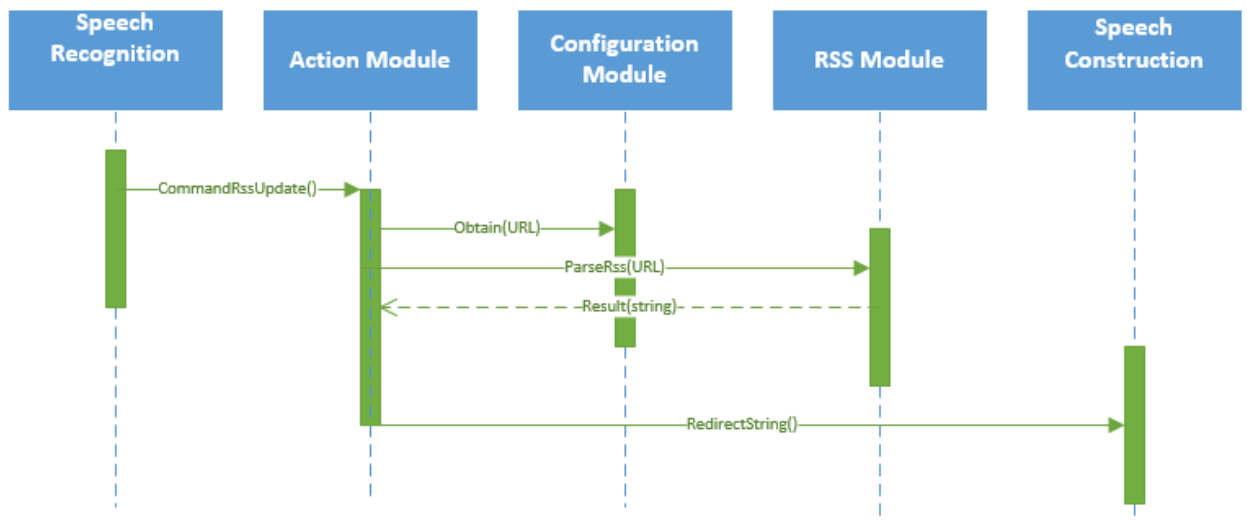 Speech
Recognition
Action Module
Configuration
Module
RSS Module
Speech
Construction
CommandRssUpdate()
Obtain(URL)
ParseRss(URL)
Result(string)
RedirectString()